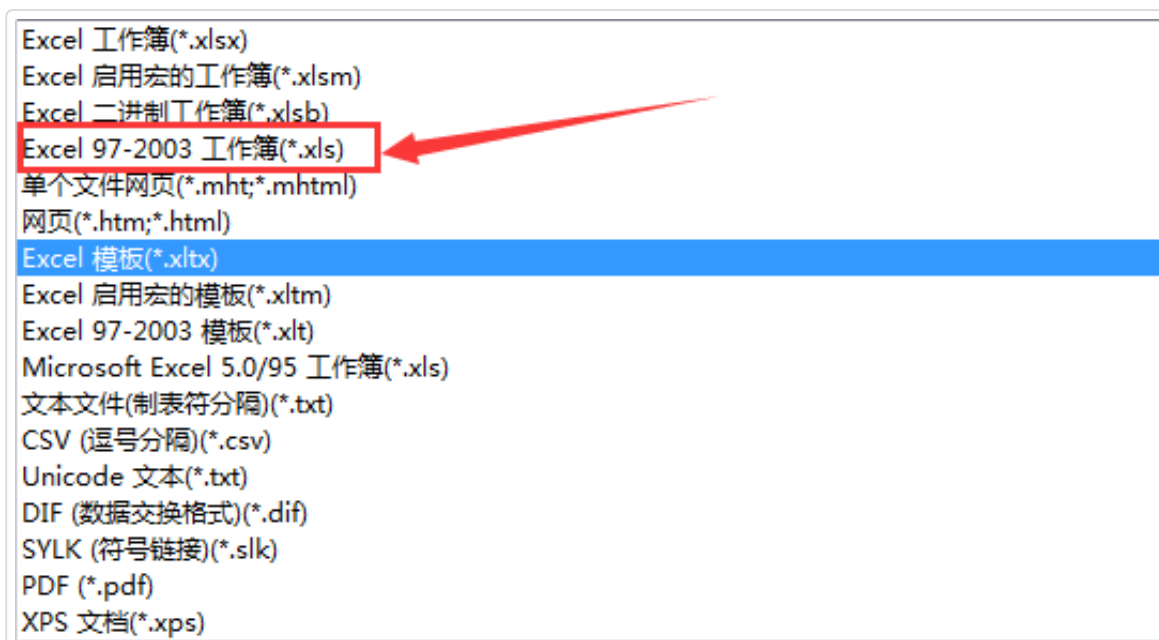 Excel 工作簿(*.xlsx)
Excel 启用宏的工作簿(*.xlsm)
Excel 二进制工作簿(*.xlsb)
Excel 97-2003 工作簿(*.xls)
单个文件网页(*.mht;*.mhtml)
网页(*.htm;*.html)
Excel 模板(*.xltx)
Excel 启用宏的模板(*.xltm)
Excel 97-2003 模板(*.xlt)
Microsoft Excel 5.0/95 工作簿(*.xls)
文本文件(制表符分隔)(*.txt)
CSV (逗号分隔)(*.csv)
Unicode 文本(*.txt)
DIF (数据交换格式)(*.dif)
SYLK (符号链接)(*.slk)
PDF (*.pdf)
XPS 文档(*.xps)